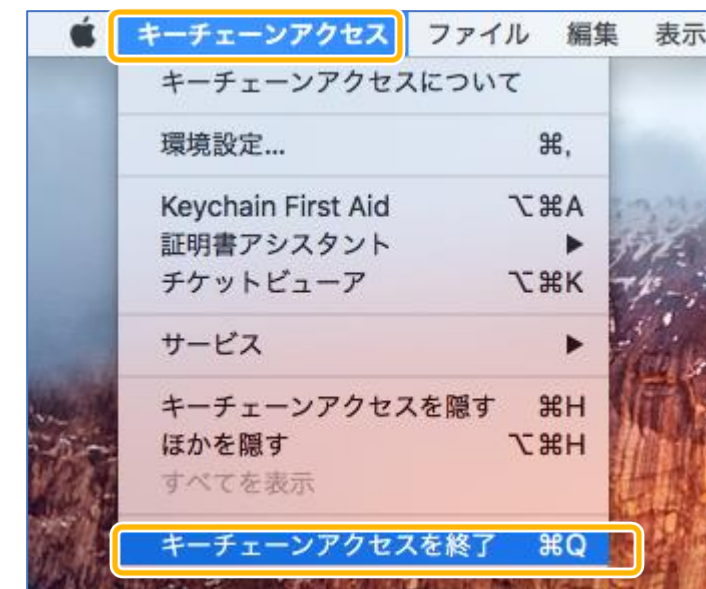 キーチェーンアクセス ファイル 編集 表示
キーチェーンアクセスについて
環境設定... ⌘,
Keychain First Aid ⌥⌘A
証明書アシスタント ▶
チケットビューア ⌥⌘K
サービス ▶
キーチェーンアクセスを隠す ⌘H
ほかを隠す ⌥⌘H
すべてを表示
キーチェーンアクセスを終了 ⌘Q